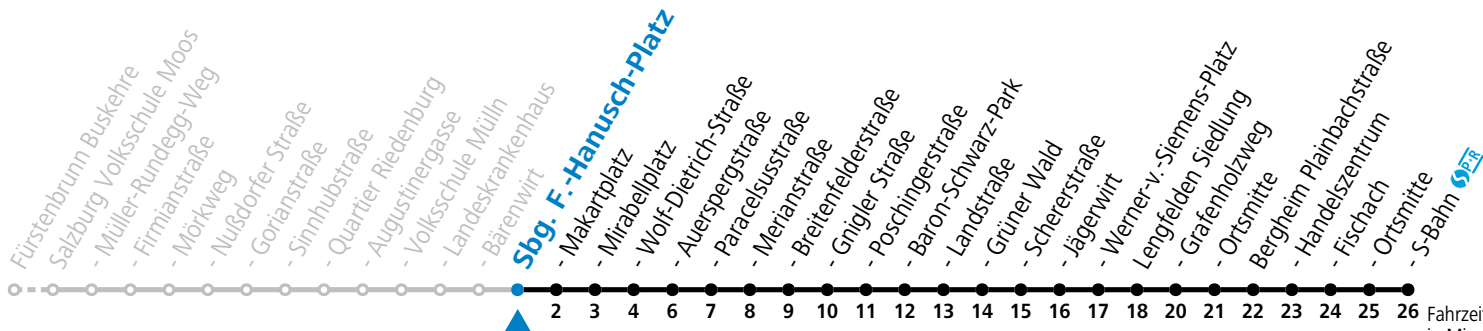 Fürstenbrunn Buskehre
Salzburg Volksschule Moos
- Müller-Rundegg-Weg
- Firmianstraße
- Mörkweg
- Nußdorfer Straße
- Gorianstraße
- Sinnhubstraße
- Quartier Riedenburg
- Augustinergasse
- Volksschule Mülln
- Landeskrankenhaus
- Bärenwirt
Sbg. F.-Hanusch-Platz
- Makartplatz
- Mirabellplatz
- Wolf-Dietrich-Straße
- Auerspergstraße
- Paracelsusstraße
- Merianstraße
- Breitenfelderstraße
- Gnigler Straße
- Poschingerstraße
- Baron-Schwarz-Park
- Landstraße
- Grüner Wald
- Schererstraße
- Jägerwirt
- Werner-v.-Siemens-Platz
Lengfelden Siedlung
- Grafenholzweg
- Ortsmitte
Bergheim Plainbachstraße
- Handelszentrum
- Fischach
- Ortsmitte
- S-Bahn S P+R
2 3 4 6 7 8 9 10 11 12 13 14 15 16 17 18 20 21 22 23 24 25 26 Fahrzei